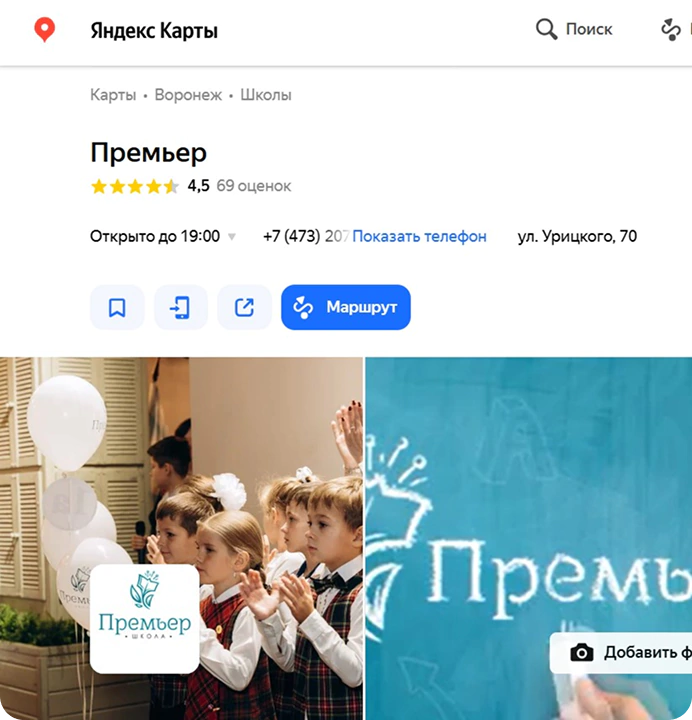 Яндекс Карты
Поиск
Карты • Воронеж • Школы
Премьер
4,5 69 оценок
Открыто до 19:00 +7 (473) 207 Показать телефон ул. Урицкого, 70
Маршрут
Премьер
• ШКОЛА •
Премь
Добавить ф